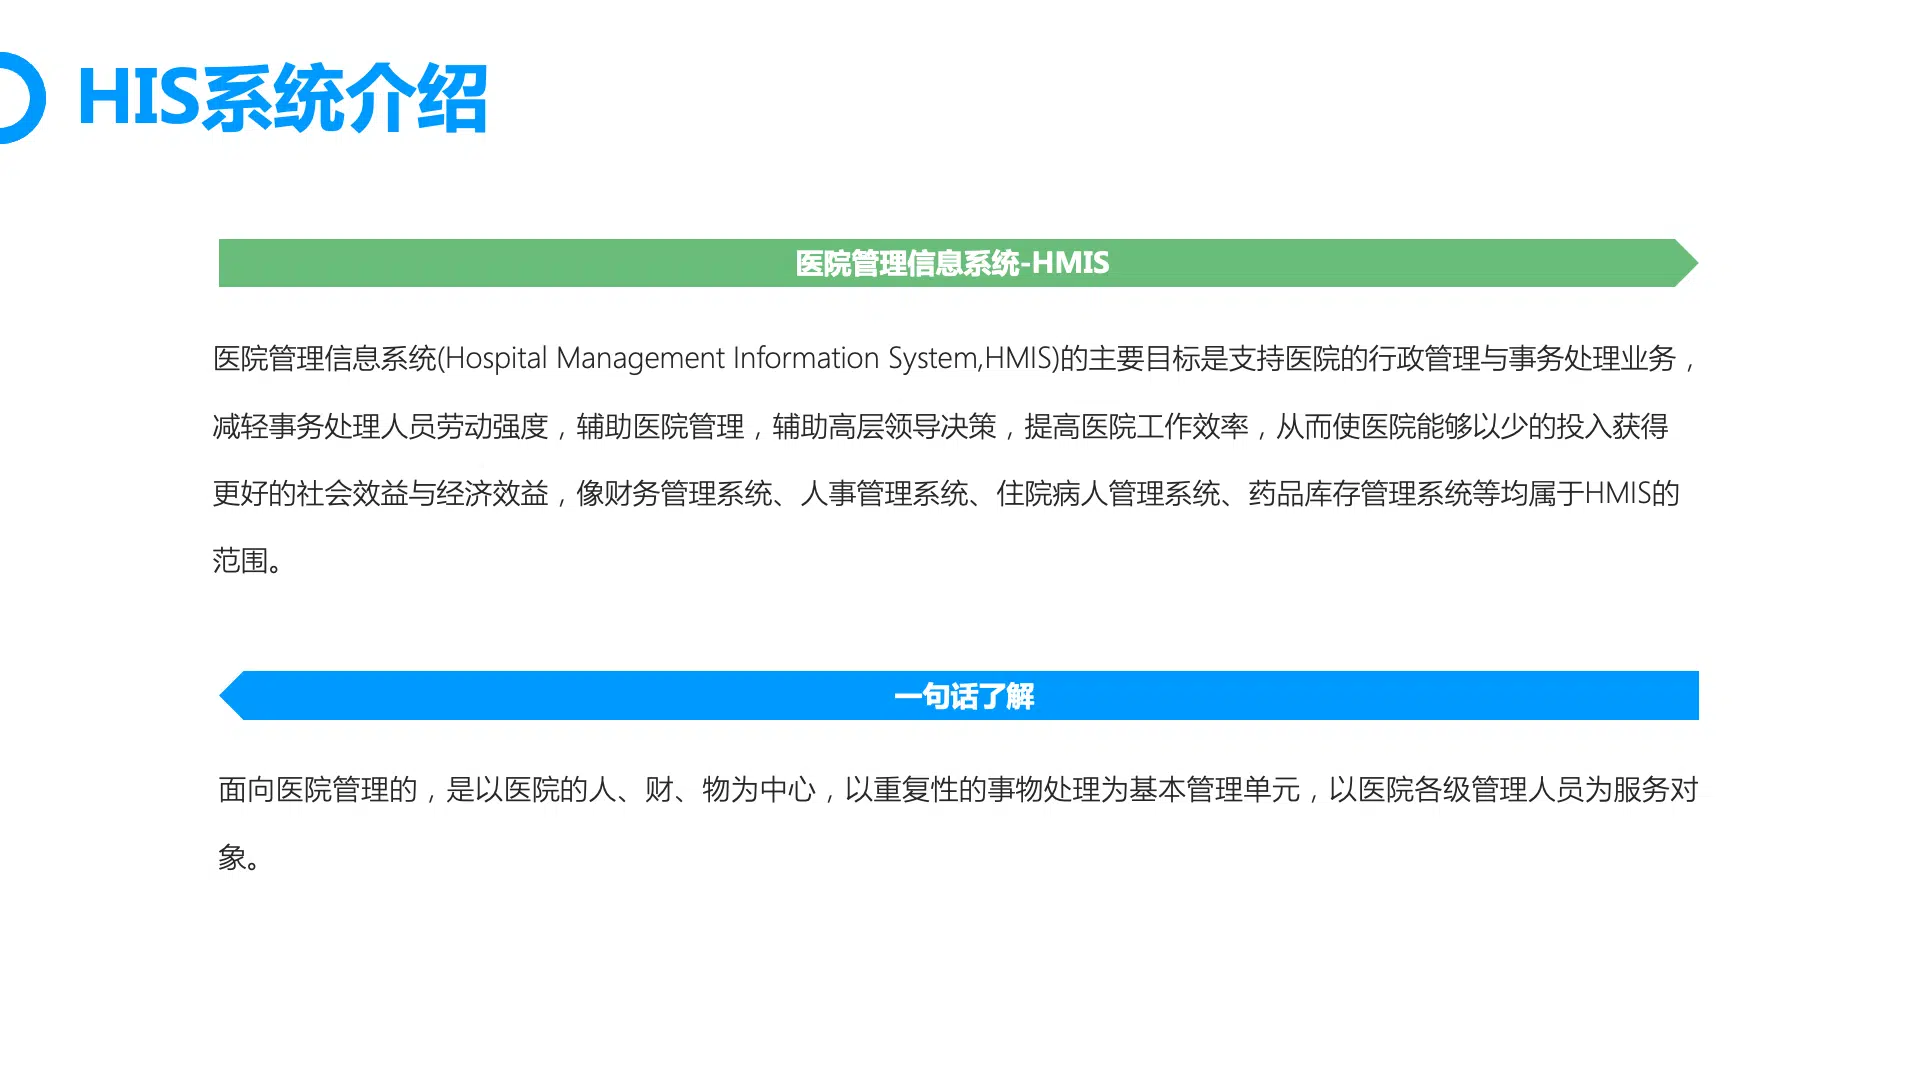 HIS系统介绍
医院管理信息系统-HMIS
医院管理信息系统(Hospital Management Information System,HMIS)的主要目标是支持医院的行政管理与事务处理业务，
减轻事务处理人员劳动强度，辅助医院管理，辅助高层领导决策，提高医院工作效率，从而使医院能够以少的投入获得
更好的社会效益与经济效益，像财务管理系统、人事管理系统、住院病人管理系统、药品库存管理系统等均属于HMIS的
范围。
一句话了解
面向医院管理的，是以医院的人、财、物为中心，以重复性的事物处理为基本管理单元，以医院各级管理人员为服务对
象。